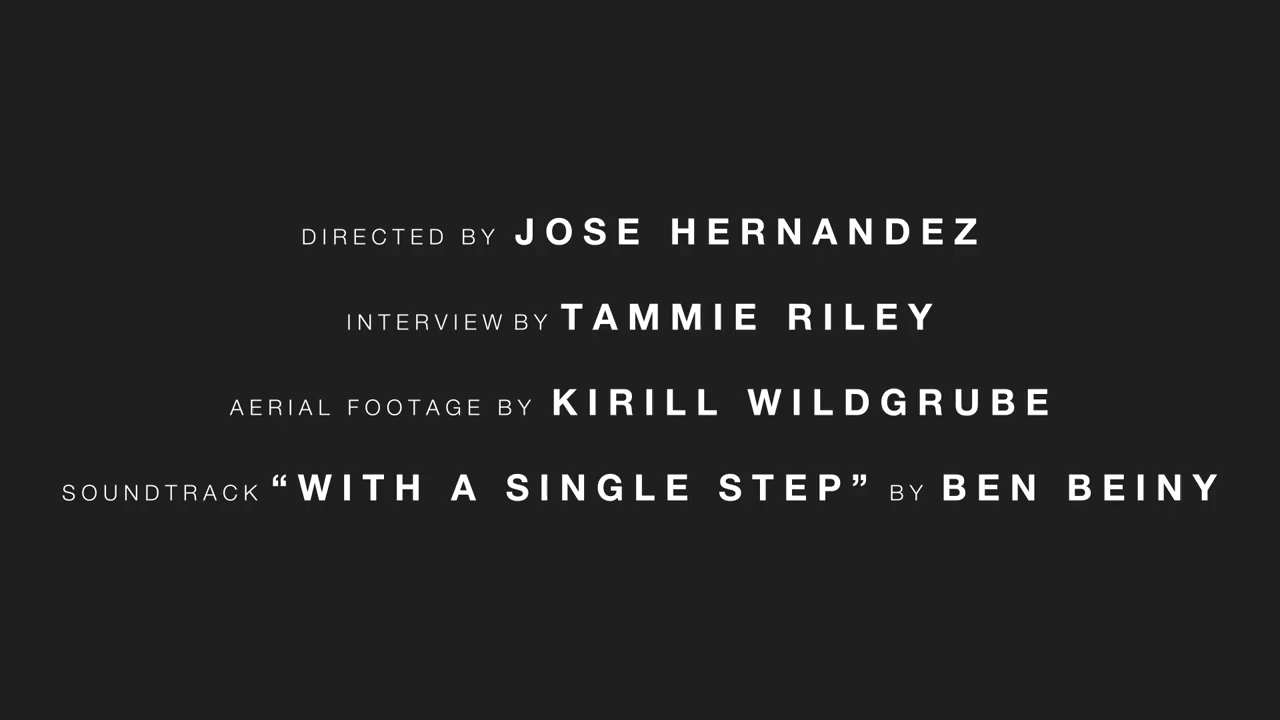 DIRECTED BY JOSE HERNANDEZ
INTERVIEW BY TAMMIE RILEY
AERIAL FOOTAGE BY KIRILL WILDGRUBE
SOUNDTRACK “WITH A SINGLE STEP” BY BEN BEINY